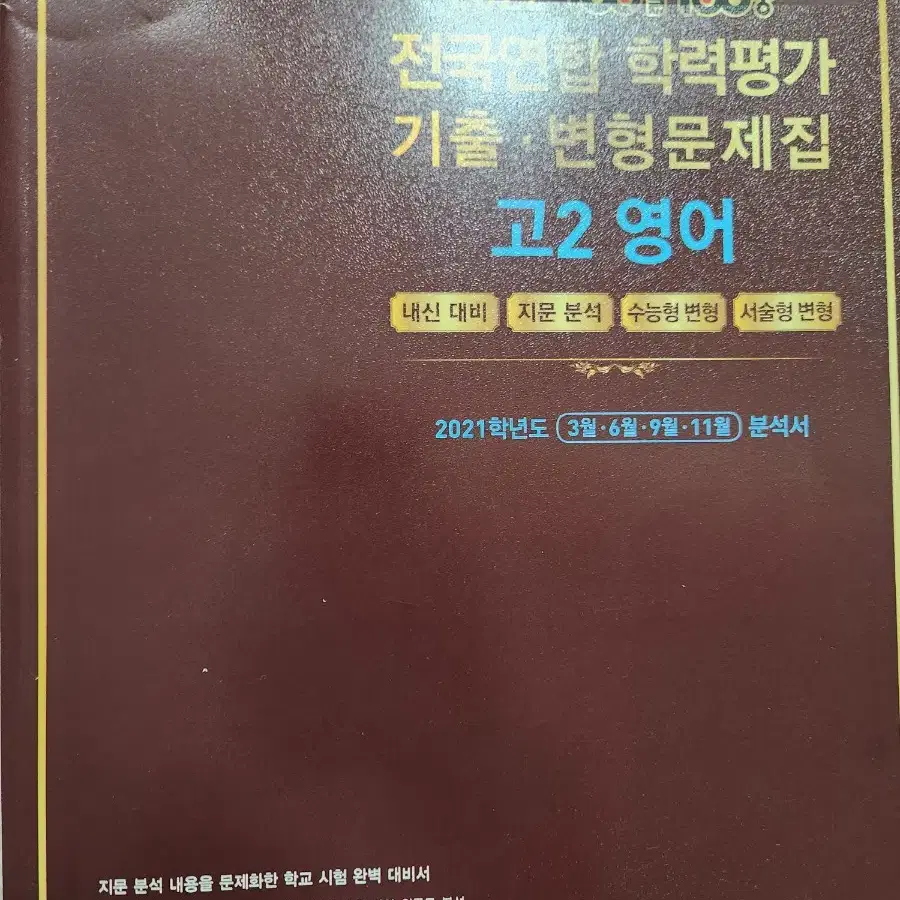 전국연합 학력평가
기출·변형문제집
고2 영어
내신 대비 지문 분석 수능형 변형 서술형 변형
2021학년도 3월·6월·9월·11월 분석서
지문 분석 내용을 문제화한 학교 시험 완벽 대비서